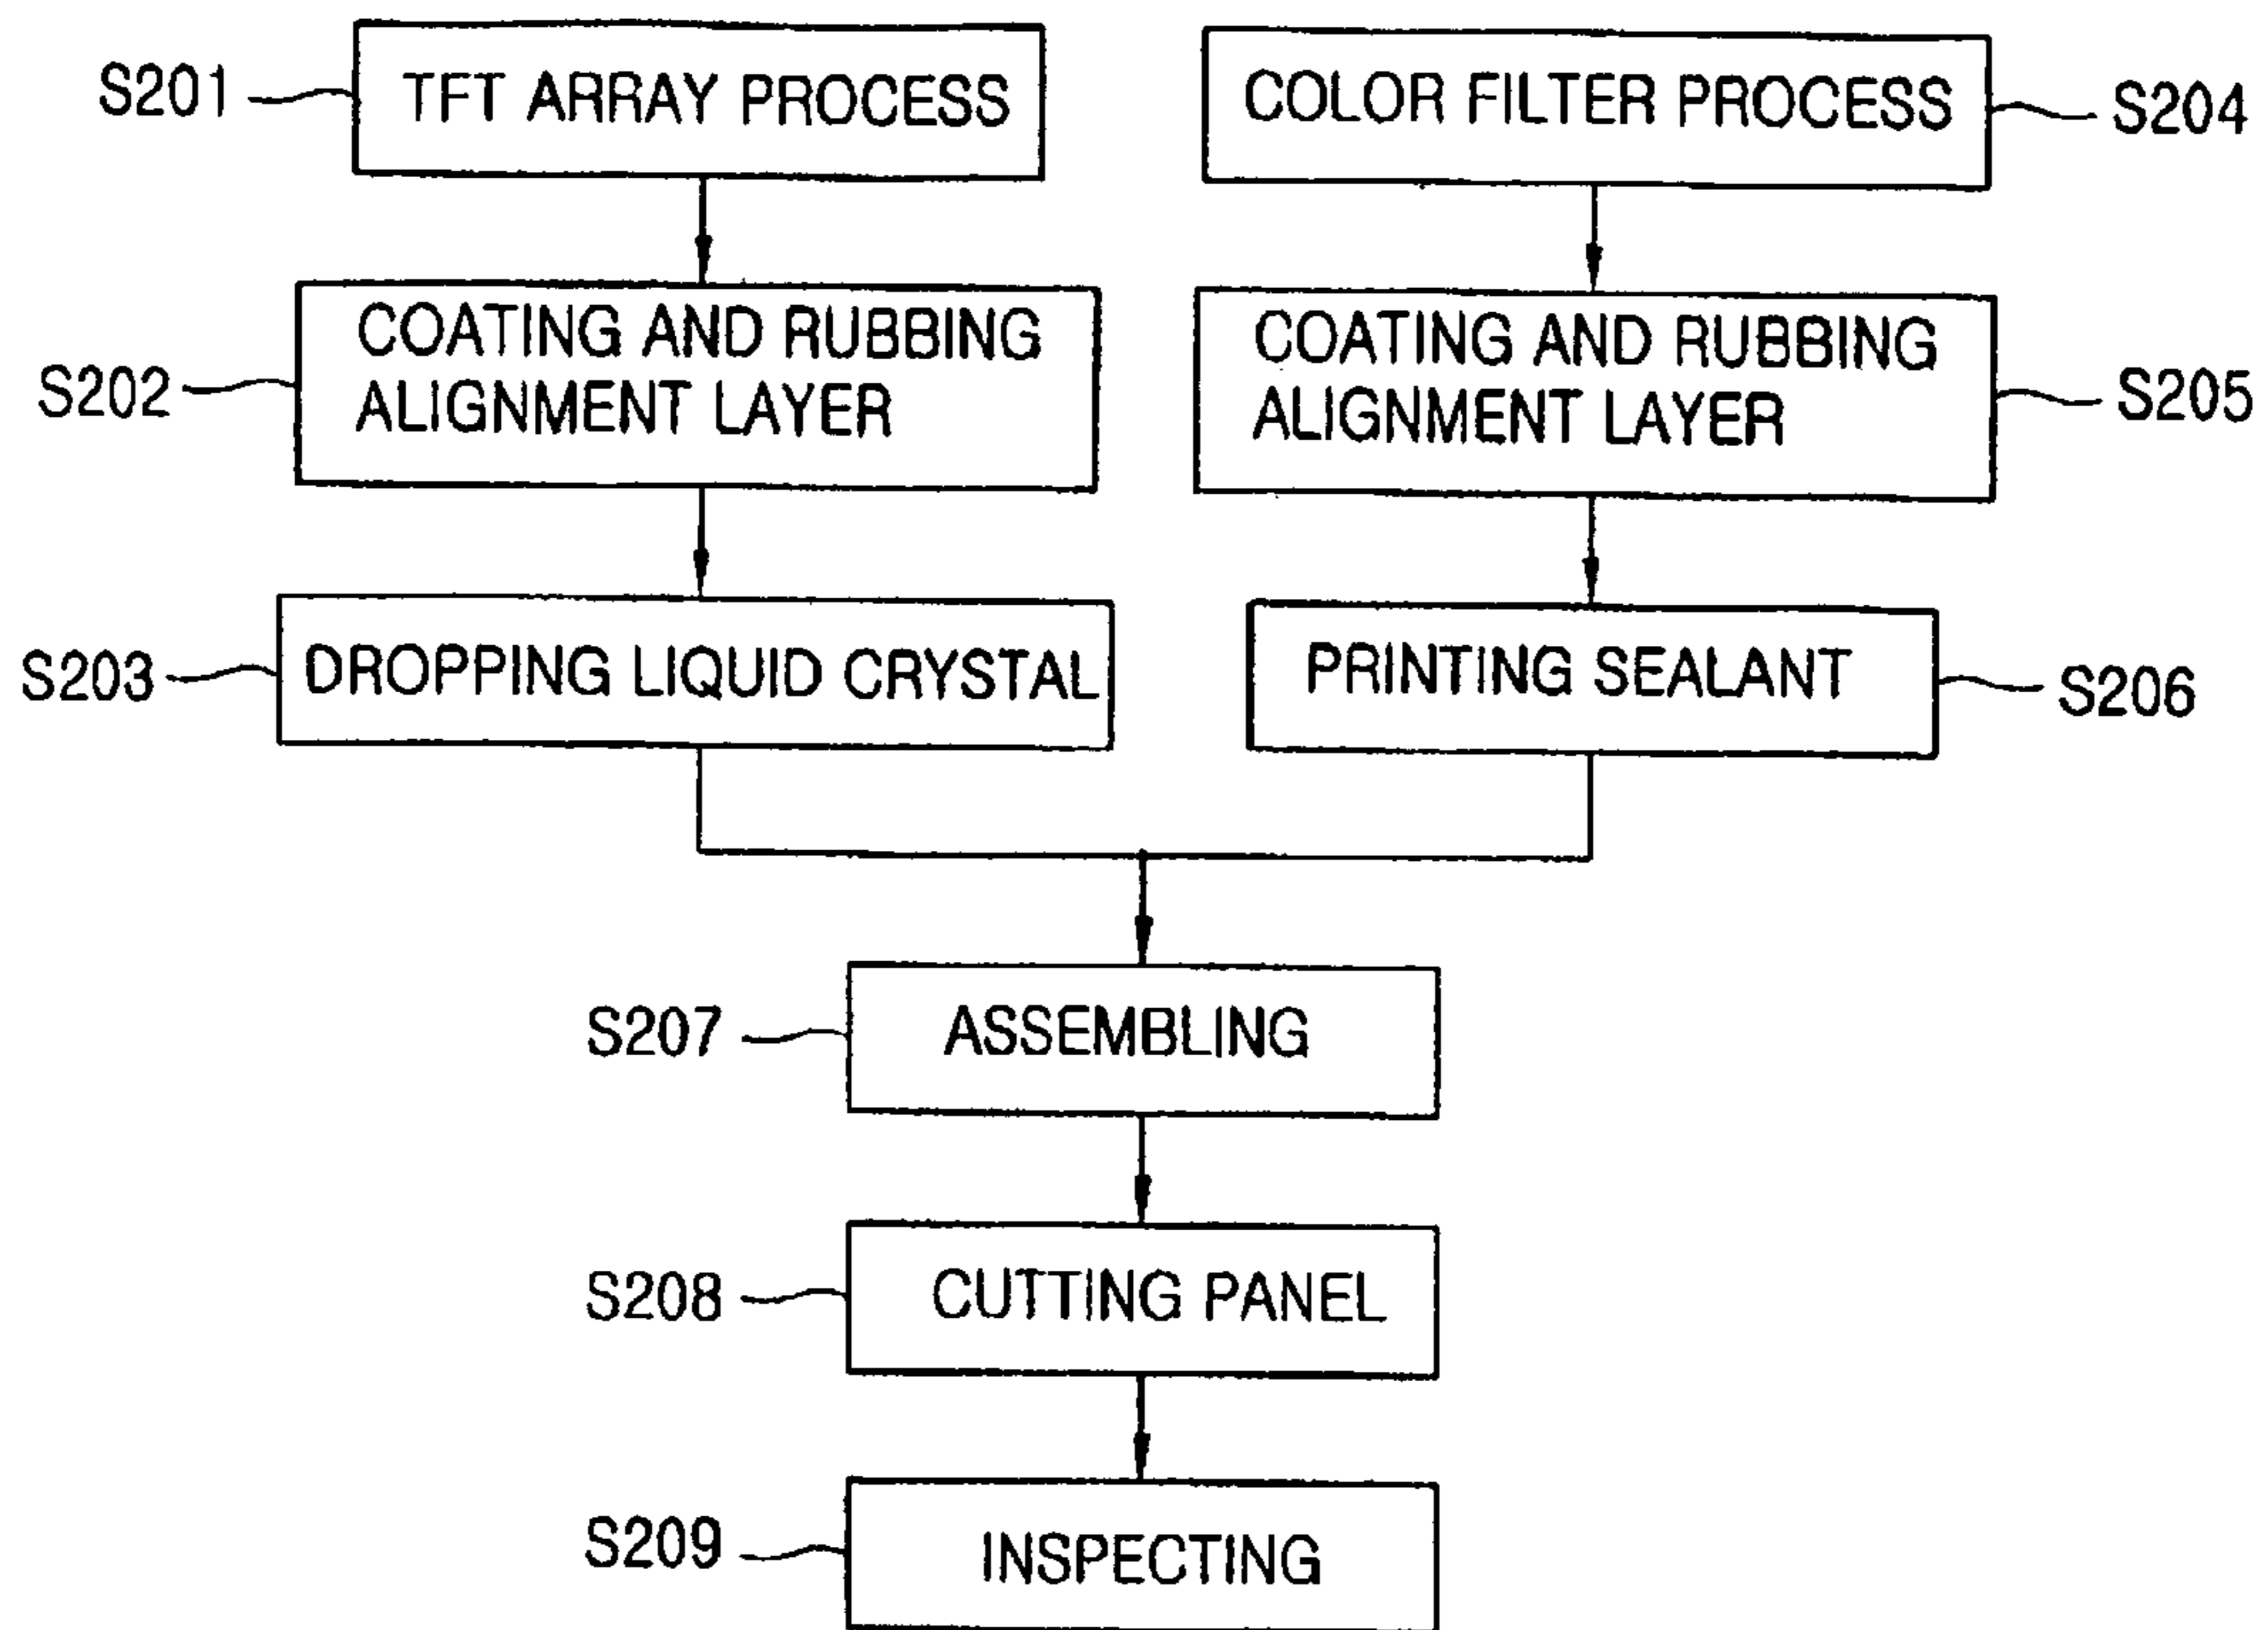 S201
TFT ARRAY PROCESS
COLOR FILTER PROCESS
S204
S202
COATING AND RUBBING
ALIGNMENT LAYER
COATING AND RUBBING
ALIGNMENT LAYER
S205
S203
DROPPING LIQUID CRYSTAL
PRINTING SEALANT
S206
S207
ASSEMBLING
S208
CUTTING PANEL
S209
INSPECTING